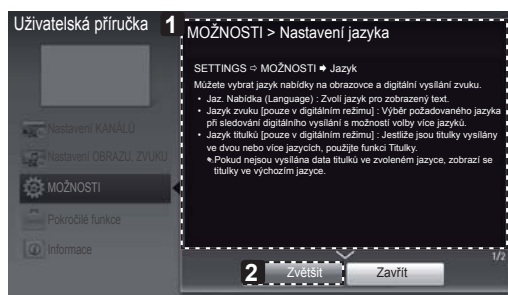 Uživatelská příručka
1
MOŽNOSTI > Nastavení jazyka
SETTINGS ⇨ MOŽNOSTI ➡ Jazyk
Můžete vybrat jazyk nabídky na obrazovce a digitální vysílání zvuku.
• Jaz. Nabídka (Language) : Zvolí jazyk pro zobrazený text.
• Jazyk zvuku [pouze v digitálním režimu] : Výběr požadovaného jazyka
při sledování digitálního vysílání s možností volby více jazyků.
• Jazyk titulků [pouze v digitálním režimu] : Jestliže jsou titulky vysílány
ve dvou nebo více jazycích, použijte funkci Titulky.
Pokud nejsou vysílána data titulků ve zvoleném jazyce, zobrazí se
titulky ve výchozím jazyce.
Nastavení KANÁLŮ
Nastavení OBRAZU, ZVUKU
MOŽNOSTI
Pokročilé funkce
Informace
1/2
2
Zvětšit
Zavřít